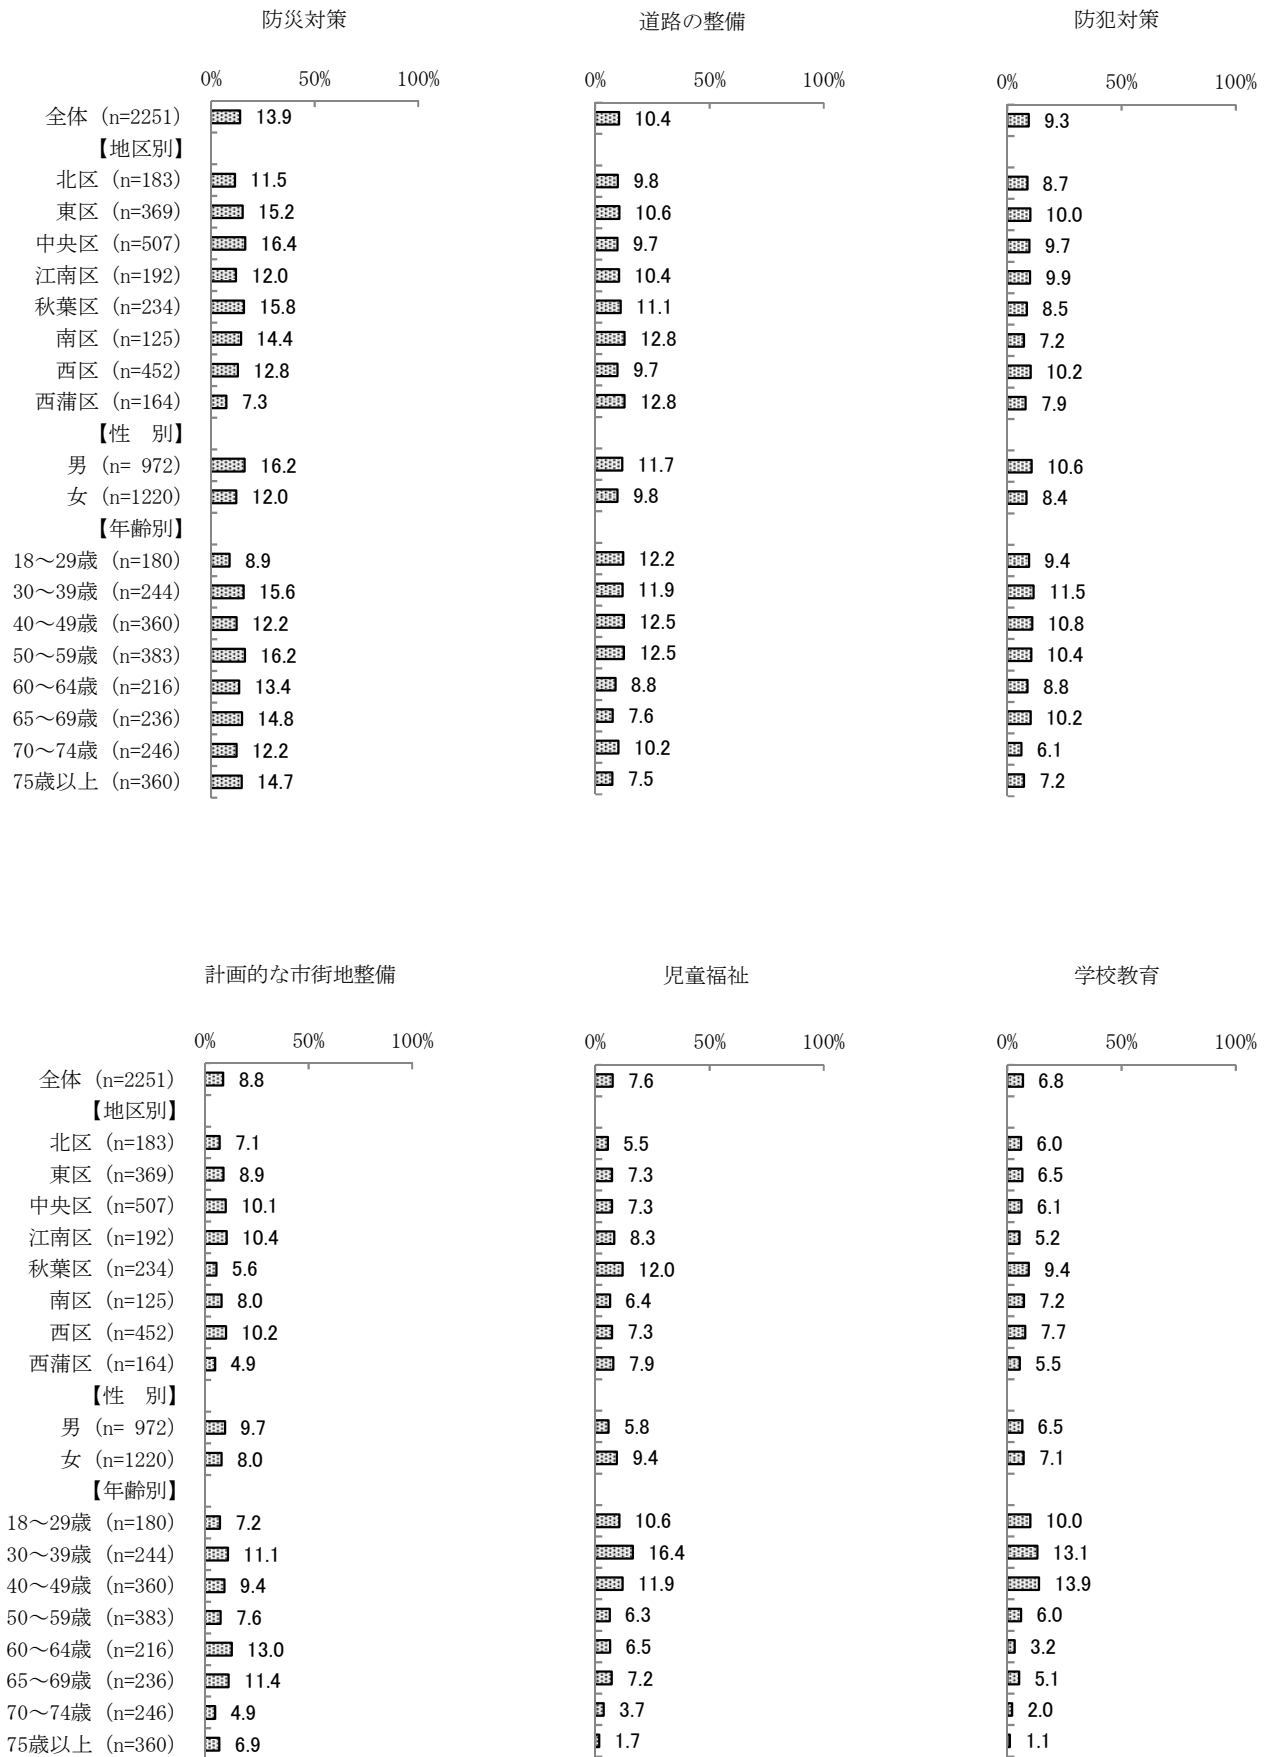 防災対策 道路の整備 防犯対策
0% 50% 100% 0% 50% 100% 0% 50% 100%
全体 (n=2251) 13.9 10.4 9.3
【地区別】
北区 (n=183) 11.5 9.8 8.7
東区 (n=369) 15.2 10.6 10.0
中央区 (n=507) 16.4 9.7 9.7
江南区 (n=192) 12.0 10.4 9.9
秋葉区 (n=234) 15.8 11.1 8.5
南区 (n=125) 14.4 12.8 7.2
西区 (n=452) 12.8 9.7 10.2
西蒲区 (n=164) 7.3 12.8 7.9
【性　別】
男 (n= 972) 16.2 11.7 10.6
女 (n=1220) 12.0 9.8 8.4
【年齢別】
18～29歳 (n=180) 8.9 12.2 9.4
30～39歳 (n=244) 15.6 11.9 11.5
40～49歳 (n=360) 12.2 12.5 10.8
50～59歳 (n=383) 16.2 12.5 10.4
60～64歳 (n=216) 13.4 8.8 8.8
65～69歳 (n=236) 14.8 7.6 10.2
70～74歳 (n=246) 12.2 10.2 6.1
75歳以上 (n=360) 14.7 7.5 7.2
計画的な市街地整備 児童福祉 学校教育
0% 50% 100% 0% 50% 100% 0% 50% 100%
全体 (n=2251) 8.8 7.6 6.8
【地区別】
北区 (n=183) 7.1 5.5 6.0
東区 (n=369) 8.9 7.3 6.5
中央区 (n=507) 10.1 7.3 6.1
江南区 (n=192) 10.4 8.3 5.2
秋葉区 (n=234) 5.6 12.0 9.4
南区 (n=125) 8.0 6.4 7.2
西区 (n=452) 10.2 7.3 7.7
西蒲区 (n=164) 4.9 7.9 5.5
【性　別】
男 (n= 972) 9.7 5.8 6.5
女 (n=1220) 8.0 9.4 7.1
【年齢別】
18～29歳 (n=180) 7.2 10.6 10.0
30～39歳 (n=244) 11.1 16.4 13.1
40～49歳 (n=360) 9.4 11.9 13.9
50～59歳 (n=383) 7.6 6.3 6.0
60～64歳 (n=216) 13.0 6.5 3.2
65～69歳 (n=236) 11.4 7.2 5.1
70～74歳 (n=246) 4.9 3.7 2.0
75歳以上 (n=360) 6.9 1.7 1.1